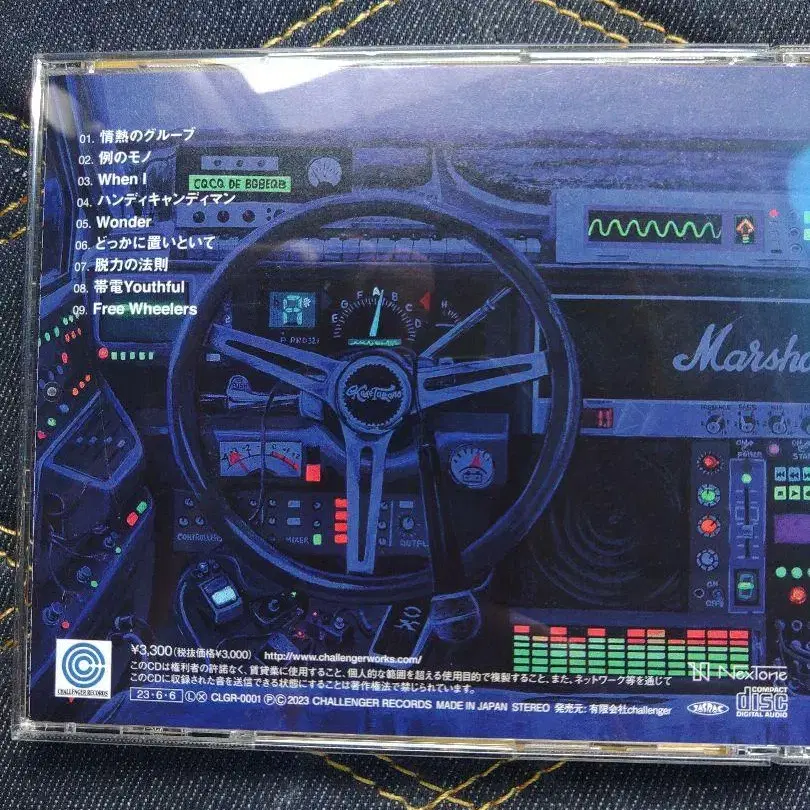 01. 情熱のグルーブ
02. 例のモノ
03. When I
04. ハンディキャンディマン
05. Wonder
06. どっかに置いといて
07. 脱力の法則
08. 帯電Youthful
09. Free Wheelers
CQCQ DE
E G F A B C D
H
Marsha
CONTROLLERS
MIXER
ON
¥3,300(税抜価格¥3,000) http://www.challengerworks.com/
このCDは権利者の許諾なく、賃貸業に使用すること、個人的な範囲を超える使用目的で複製すること、また、ネットワーク等を通じて
このCDに収録された音を送信できる状態にすることは著作権法で禁じられています。
CHALLENGER RECORDS
23・6・6 Ⓛ Ⓧ CLGR-0001 ⓅⒸ2023 CHALLENGER RECORDS MADE IN JAPAN STEREO 発売元: 有限会社challenger
NexTone
COMPACT
disc
DIGITAL AUDIO